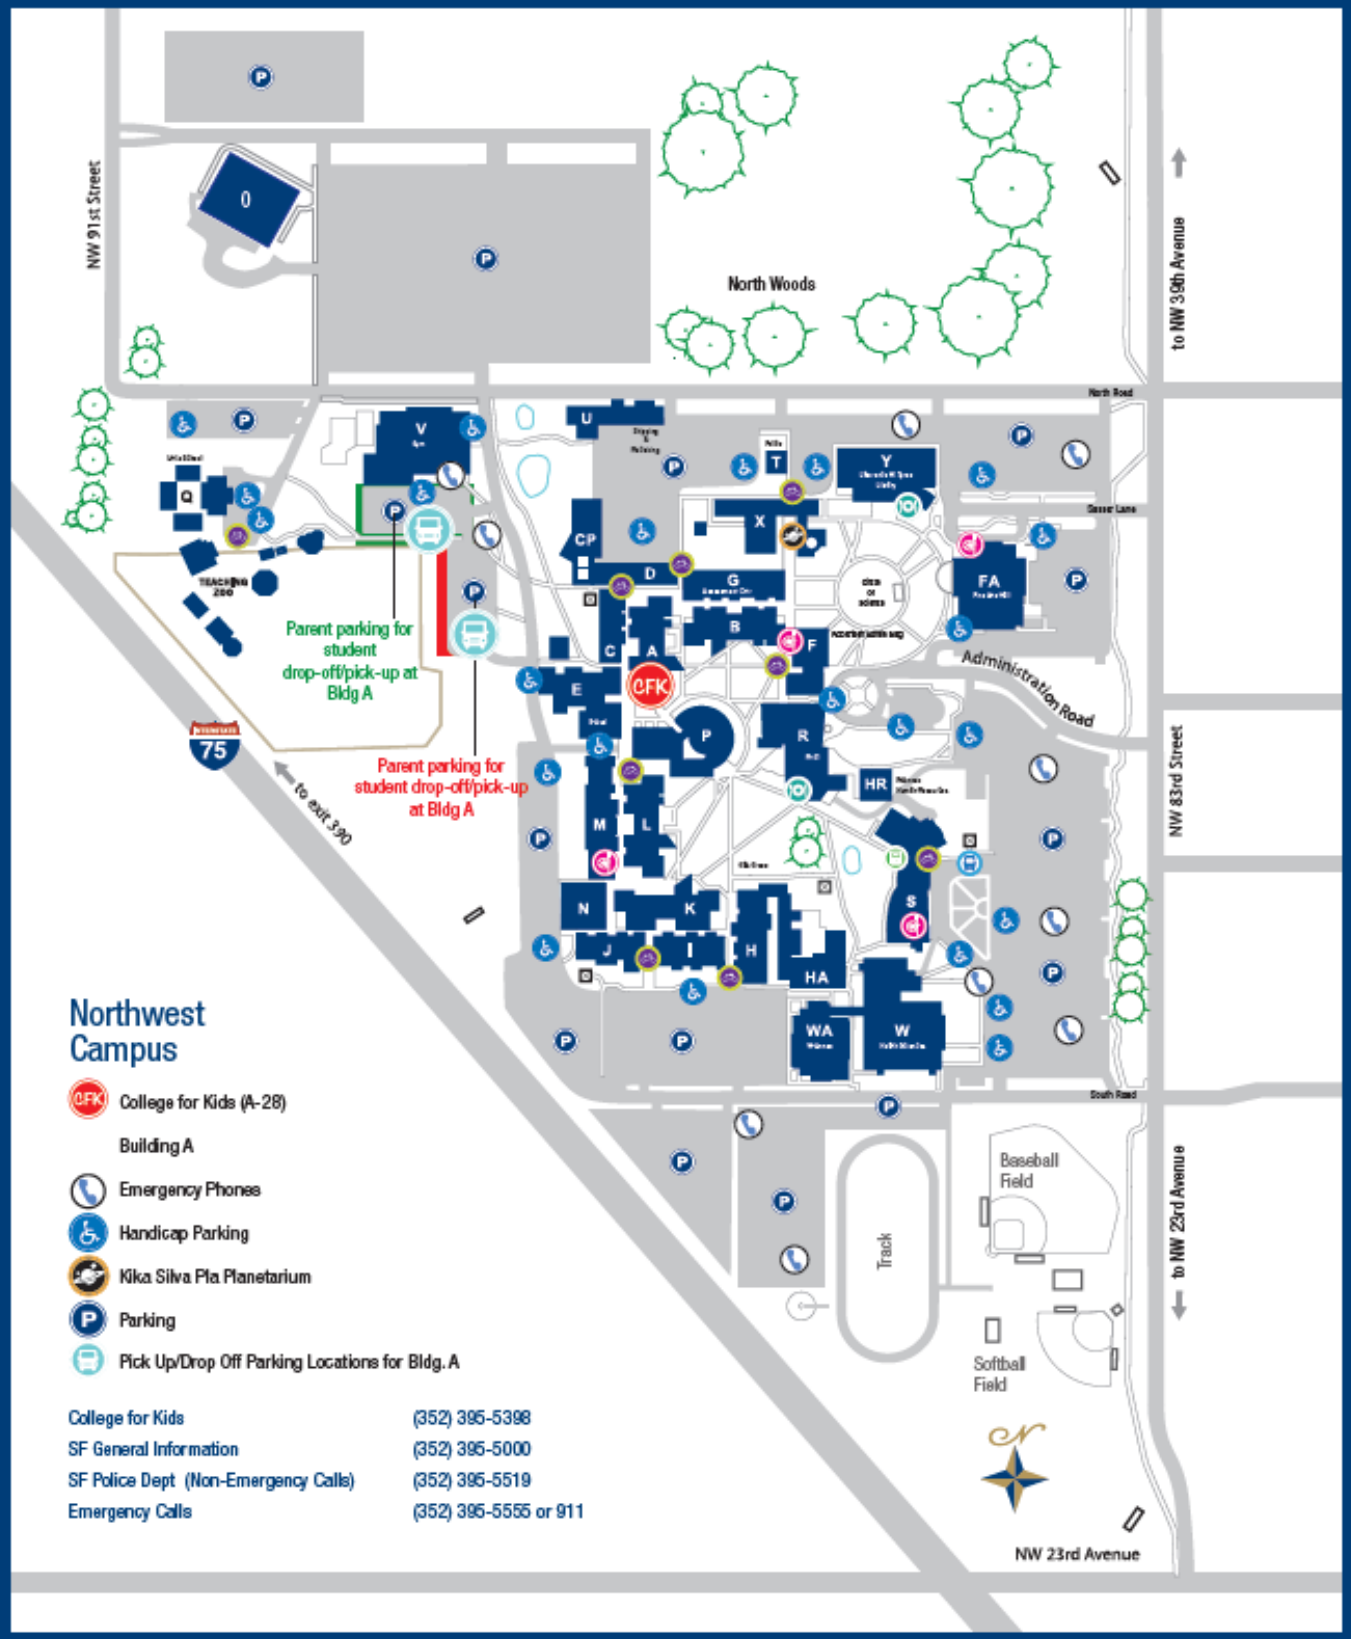 P
NW 91st Street
O
P
North Woods
to NW 39th Avenue
North Road
P
V
Gym
U
P
T
Y
Library
P
Sasser Lane
Q
P
X
CP
D
G
FA
P
TEACHING
ZOO
P
B
Parent parking for
student
drop-off/pick-up at
Bldg A
C
A
F
Administration Road
CFK
E
P
R
INTERSTATE
75
to exit 390
Parent parking for
student drop-off/pick-up
at Bldg A
HR
NW 83rd Street
P
M
L
P
S
N
K
J
I
H
HA
P
P
P
WA
W
South Road
P
P
P
Baseball
Field
Track
to NW 23rd Avenue
Softball
Field
N
NW 23rd Avenue
Northwest
Campus
CFK College for Kids (A-28)
Building A
Emergency Phones
Handicap Parking
Kika Silva Pla Planetarium
P Parking
Pick Up/Drop Off Parking Locations for Bldg. A
College for Kids (352) 395-5398
SF General Information (352) 395-5000
SF Police Dept (Non-Emergency Calls) (352) 395-5519
Emergency Calls (352) 395-5555 or 911